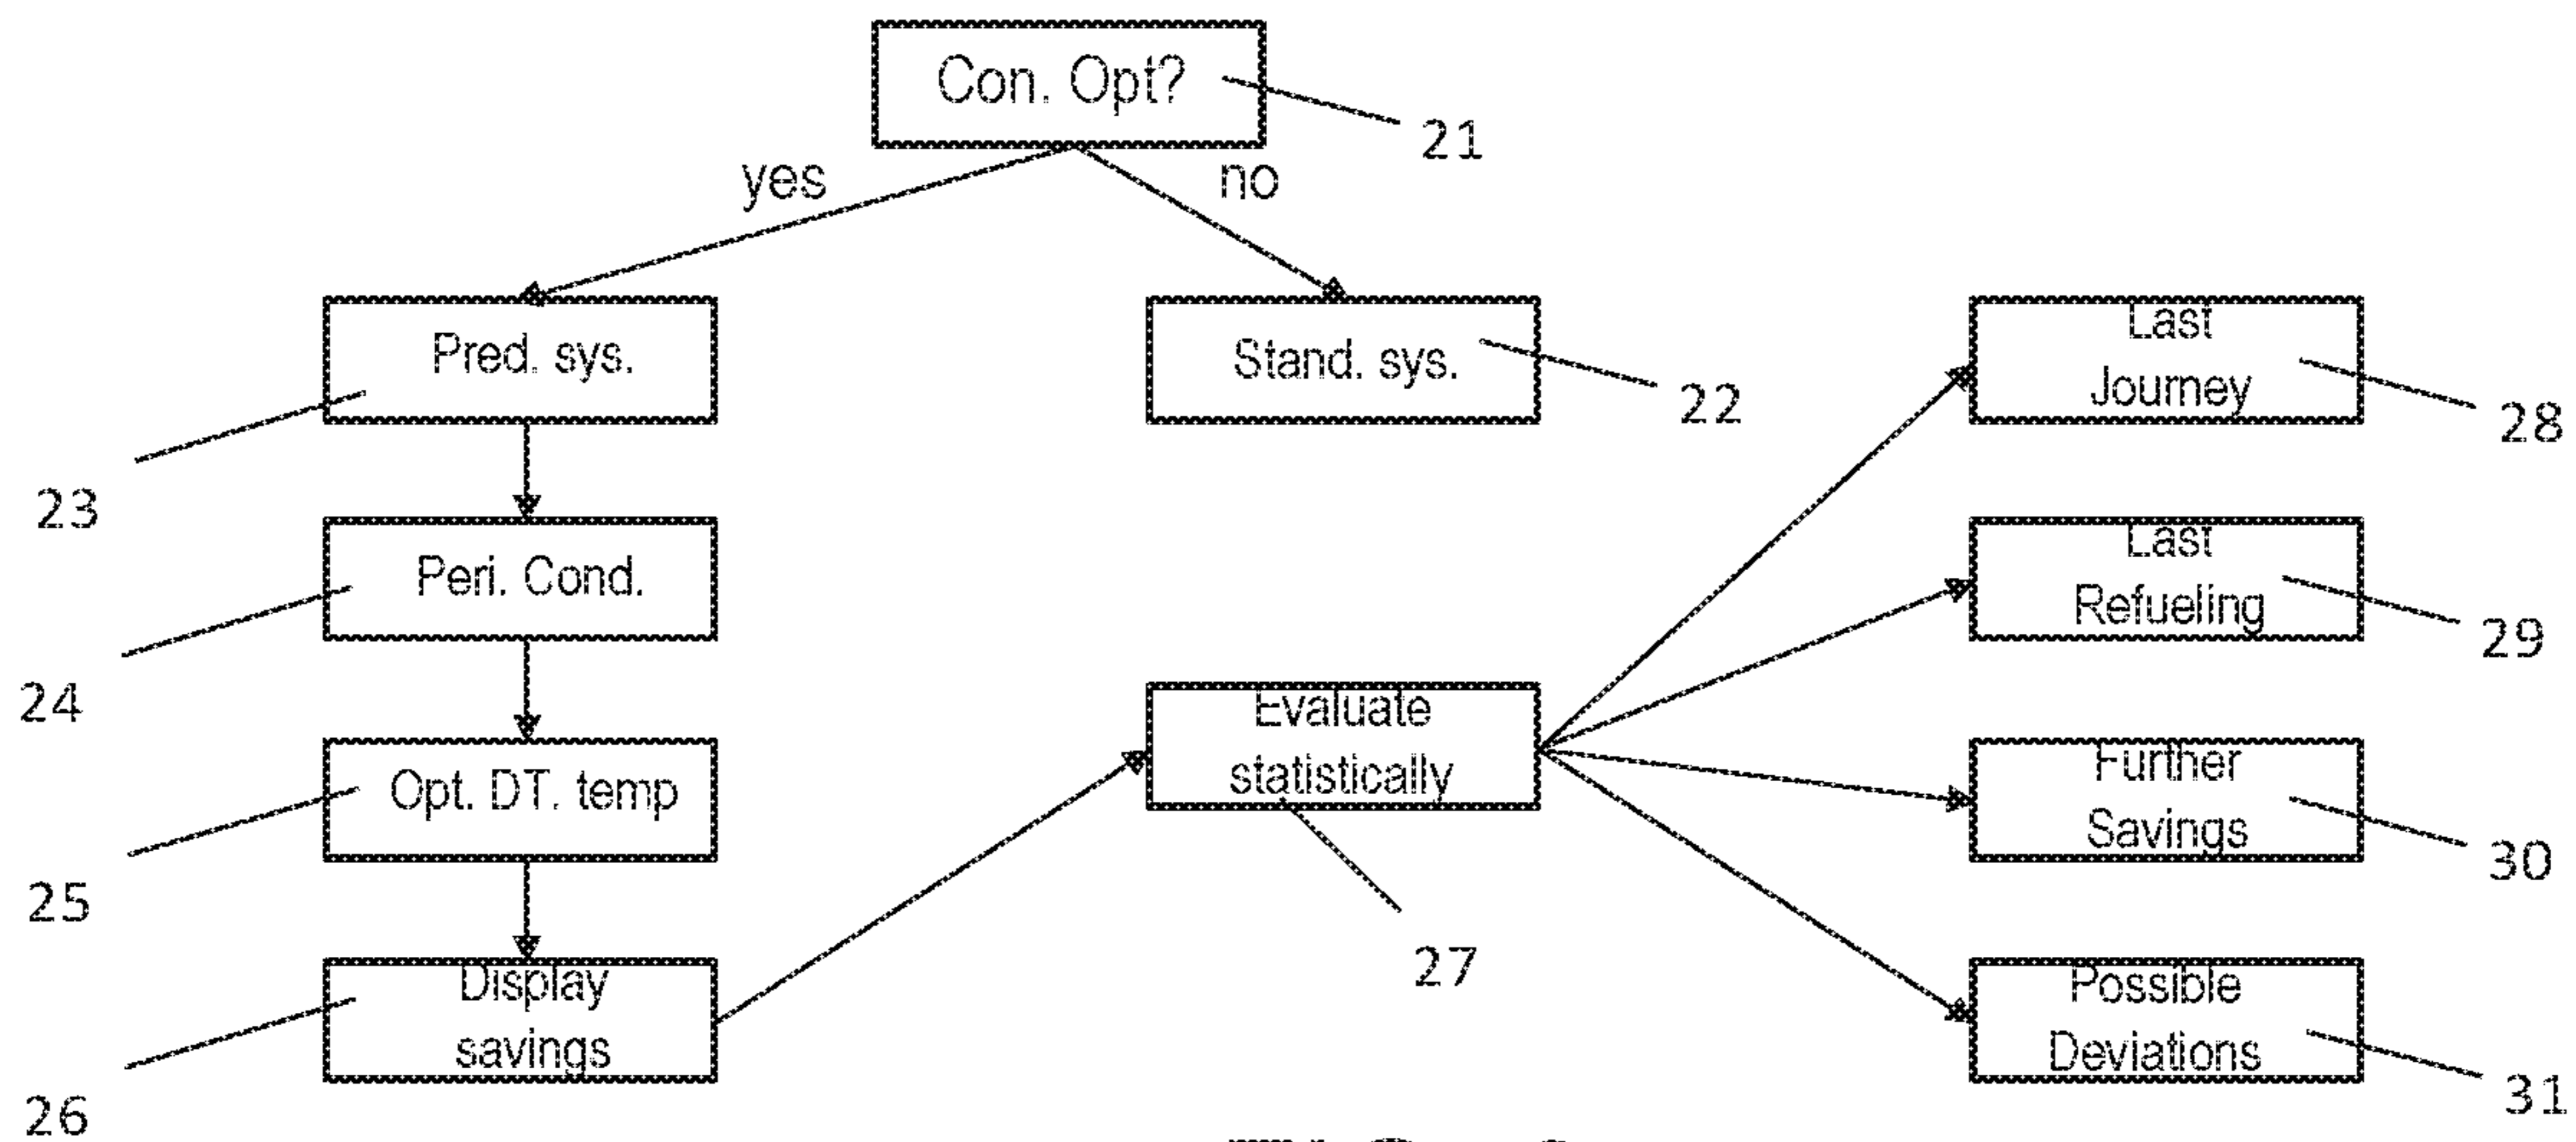 Con. Opt?
21
yes
no
Pred. sys.
23
Stand. sys.
22
Last
Journey
28
Peri. Cond.
24
Last
Refueling
29
Opt. DT. temp
25
Evaluate
statistically
27
Further
Savings
30
Display
savings
26
Possible
Deviations
31